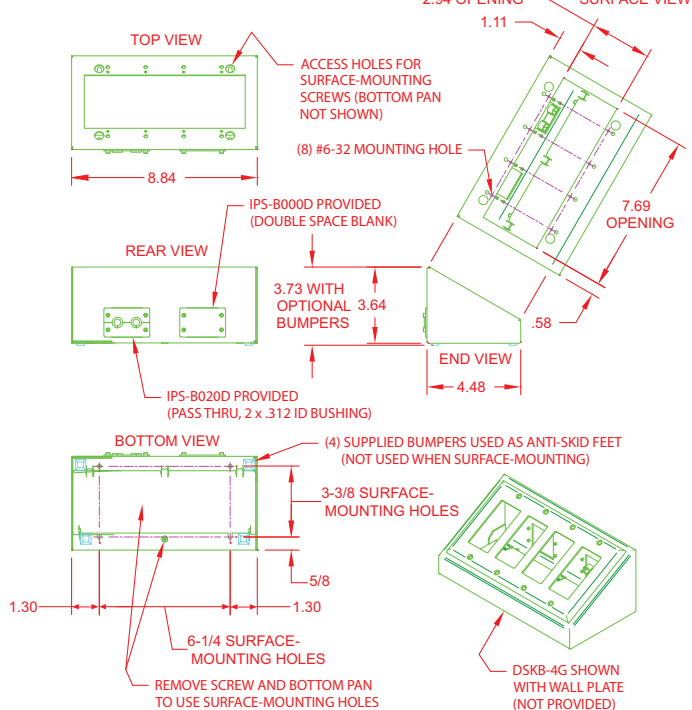 2.94 OPENING
SURFACE VIEW
1.11
TOP VIEW
ACCESS HOLES FOR
SURFACE-MOUNTING
SCREWS (BOTTOM PAN
NOT SHOWN)
(8) #6-32 MOUNTING HOLE
8.84
7.69
OPENING
IPS-B000D PROVIDED
(DOUBLE SPACE BLANK)
REAR VIEW
3.73 WITH
OPTIONAL
BUMPERS
3.64
.58
END VIEW
4.48
IPS-B020D PROVIDED
(PASS THRU, 2 x .312 ID BUSHING)
BOTTOM VIEW
(4) SUPPLIED BUMPERS USED AS ANTI-SKID FEET
(NOT USED WHEN SURFACE-MOUNTING)
3-3/8 SURFACE-
MOUNTING HOLES
5/8
1.30
1.30
6-1/4 SURFACE-
MOUNTING HOLES
REMOVE SCREW AND BOTTOM PAN
TO USE SURFACE-MOUNTING HOLES
DSKB-4G SHOWN
WITH WALL PLATE
(NOT PROVIDED)